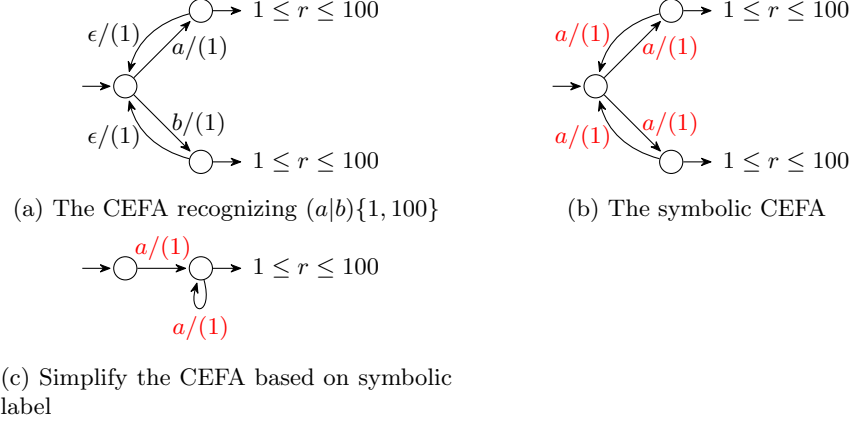 ϵ/(1)
a/(1)
1 ≤ r ≤ 100
ϵ/(1)
b/(1)
1 ≤ r ≤ 100
(a) The CEFA recognizing (a|b){1, 100}
a/(1)
a/(1)
1 ≤ r ≤ 100
a/(1)
a/(1)
1 ≤ r ≤ 100
(b) The symbolic CEFA
a/(1)
1 ≤ r ≤ 100
a/(1)
(c) Simplify the CEFA based on symbolic
label